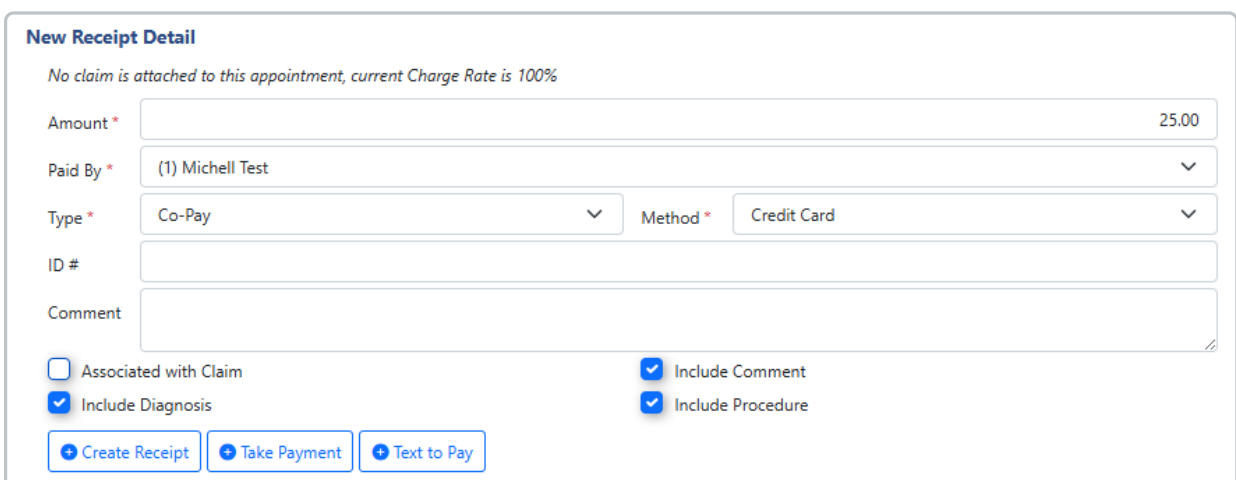 New Receipt Detail
No claim is attached to this appointment, current Charge Rate is 100%
Amount * 25.00
Paid By * (1) Michell Test
Type * Co-Pay Method * Credit Card
ID #
Comment
Associated with Claim Include Comment
Include Diagnosis Include Procedure
Create Receipt Take Payment Text to Pay